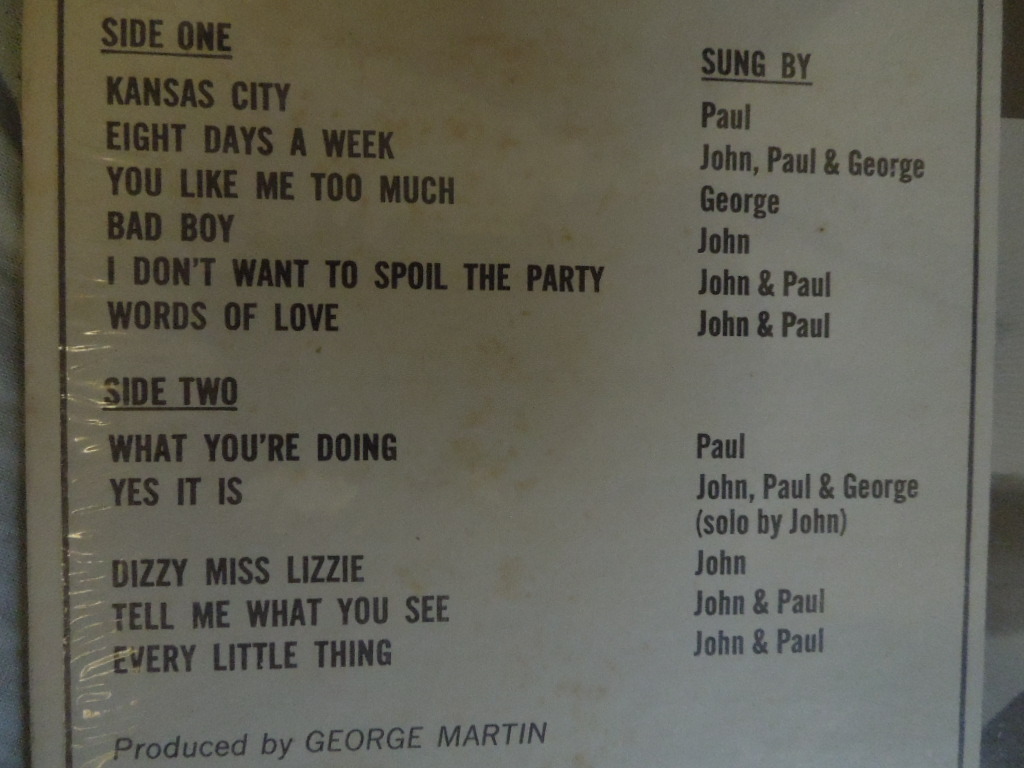 SIDE ONE
SUNG BY
KANSAS CITY Paul
EIGHT DAYS A WEEK John, Paul & George
YOU LIKE ME TOO MUCH George
BAD BOY John
I DON'T WANT TO SPOIL THE PARTY John & Paul
WORDS OF LOVE John & Paul
SIDE TWO
WHAT YOU'RE DOING Paul
YES IT IS John, Paul & George
(solo by John)
DIZZY MISS LIZZIE John
TELL ME WHAT YOU SEE John & Paul
EVERY LITTLE THING John & Paul
Produced by GEORGE MARTIN